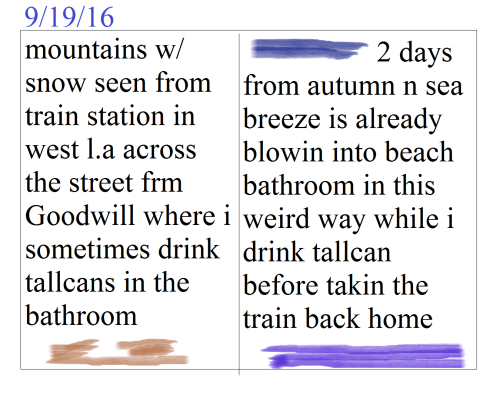 9/19/16
mountains w/
snow seen from
train station in
west l.a across
the street frm
Goodwill where i
sometimes drink
tallcans in the
bathroom
2 days
from autumn n sea
breeze is already
blowin into beach
bathroom in this
weird way while i
drink tallcan
before takin the
train back home